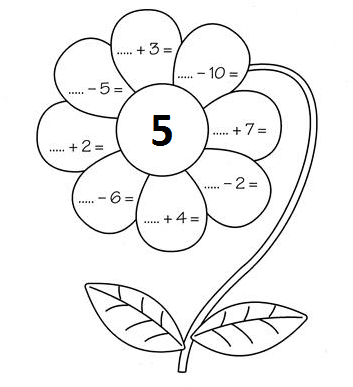 ..... + 3 =
..... - 10 =
..... - 5 =
5
..... + 7 =
..... + 2 =
..... - 2 =
..... - 6 =
..... + 4 =